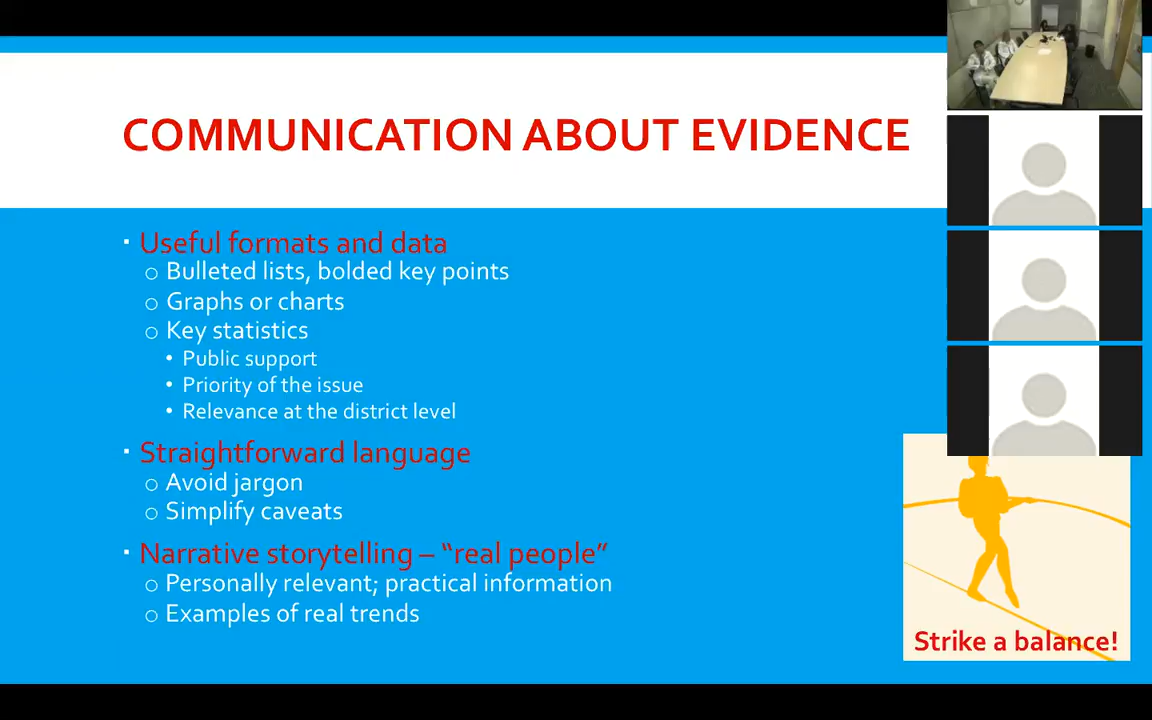 COMMUNICATION ABOUT EVIDENCE
▪ Useful formats and data
o Bulleted lists, bolded key points
o Graphs or charts
o Key statistics
• Public support
• Priority of the issue
• Relevance at the district level
▪ Straightforward language
o Avoid jargon
o Simplify caveats
▪ Narrative storytelling – “real people”
o Personally relevant; practical information
o Examples of real trends
Strike a balance!